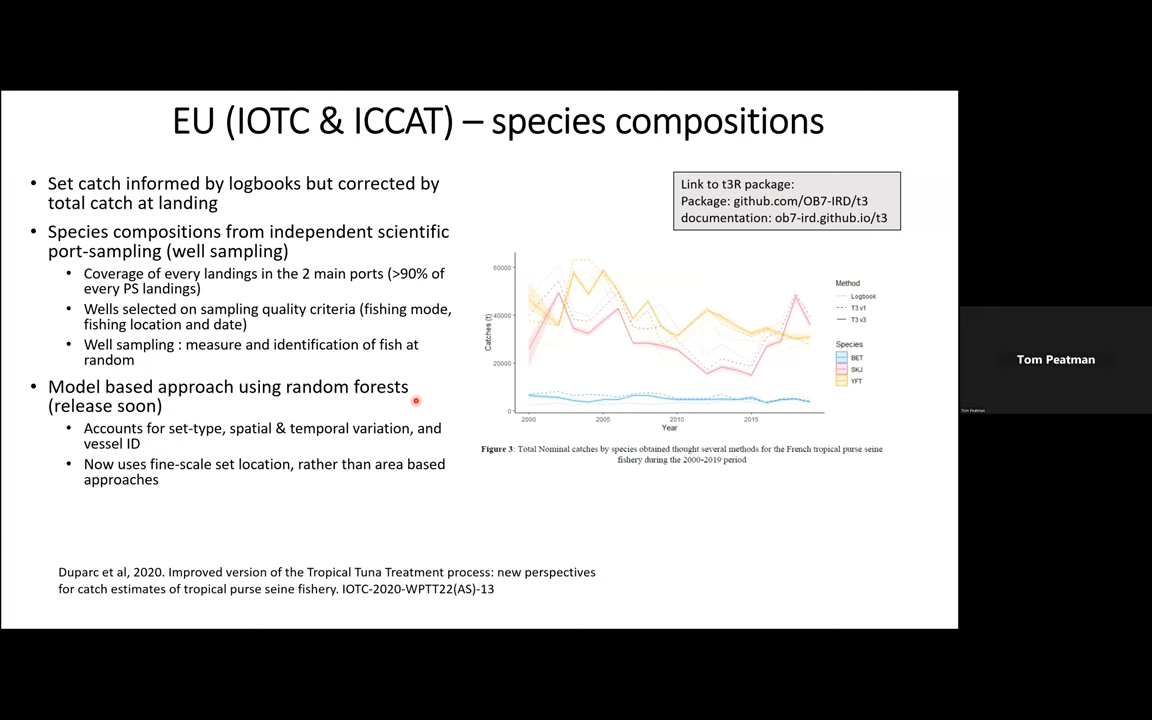 EU (IOTC & ICCAT) – species compositions
• Set catch informed by logbooks but corrected by
total catch at landing
• Species compositions from independent scientific
port-sampling (well sampling)
• Coverage of every landings in the 2 main ports (>90% of
every PS landings)
• Wells selected on sampling quality criteria (fishing mode,
fishing location and date)
• Well sampling : measure and identification of fish at
random
• Model based approach using random forests
(release soon)
• Accounts for set-type, spatial & temporal variation, and
vessel ID
• Now uses fine-scale set location, rather than area based
approaches
Link to t3R package:
Package: github.com/OB7-IRD/t3
documentation: ob7-ird.github.io/t3
Catches (t)
60000
40000
20000
0
2000
2005
2010
2015
Year
Method
Logbook
T3 v1
T3 v3
Species
BET
SKJ
YFT
Figure 3: Total Nominal catches by species obtained thought several methods for the French tropical purse seine
fishery during the 2000-2019 period
Duparc et al, 2020. Improved version of the Tropical Tuna Treatment process: new perspectives
for catch estimates of tropical purse seine fishery. IOTC-2020-WPTT22(AS)-13
Tom Peatman
Tom Peatman